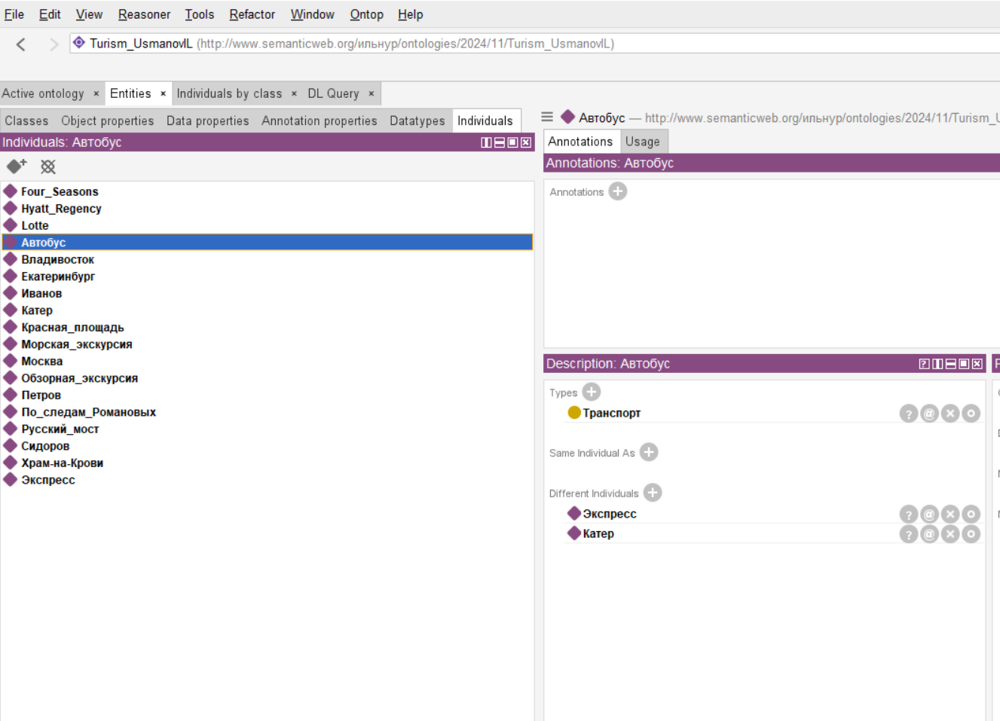 File Edit View Reasoner Tools Refactor Window Ontop Help
Turism_UsmanovIL (http://www.semanticweb.org/ильнур/ontologies/2024/11/Turism_UsmanovIL)
Active ontology × Entities × Individuals by class × DL Query ×
Classes Object properties Data properties Annotation properties Datatypes Individuals
Individuals: Автобус
Four_Seasons
Hyatt_Regency
Lotte
Автобус
Владивосток
Екатеринбург
Иванов
Катер
Красная_площадь
Морская_экскурсия
Москва
Обзорная_экскурсия
Петров
По_следам_Романовых
Русский_мост
Сидоров
Храм-на-Крови
Экспресс
Автобус — http://www.semanticweb.org/ильнур/ontologies/2024/11/Turism_
Annotations Usage
Annotations: Автобус
Annotations
Description: Автобус
Types
Транспорт
Same Individual As
Different Individuals
Экспресс
Катер